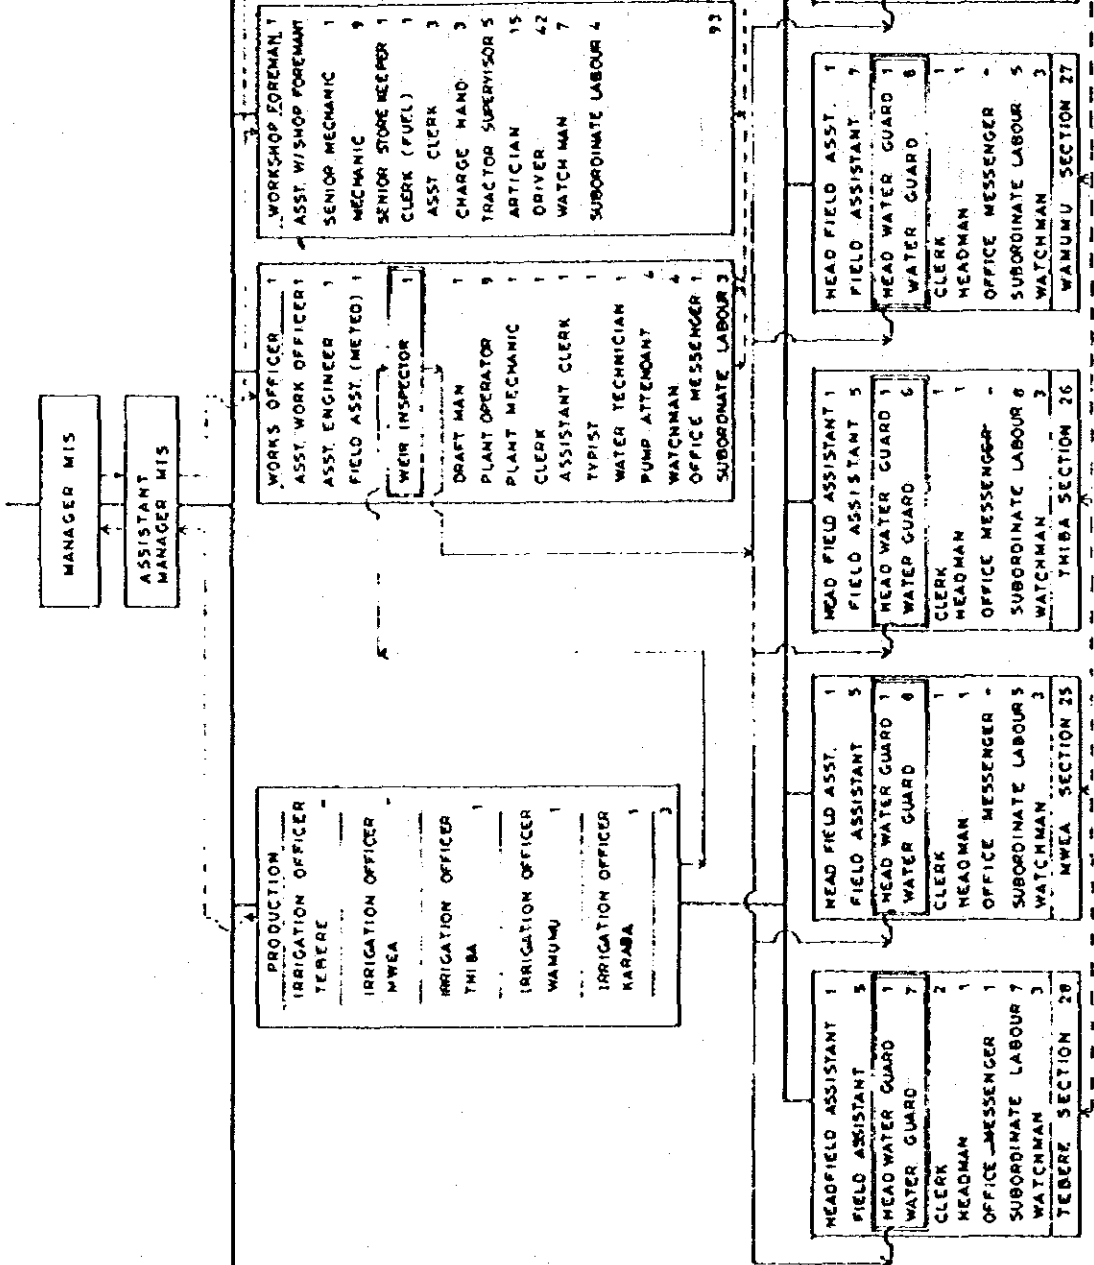 MANAGER MIS
ASSISTANT
MANAGER MIS
PRODUCTION
IRRIGATION OFFICER
TEBERE -
IRRIGATION OFFICER
MWEA -
IRRIGATION OFFICER
THIBA 1
IRRIGATION OFFICER
WAMUMU 1
IRRIGATION OFFICER
KARABA 1
3
WORKS OFFICER 1
ASST. WORK OFFICER 1
ASST. ENGINEER 1
FIELD ASST. (METEO) 1
WEIR INSPECTOR 1
DRAFT MAN 1
PLANT OPERATOR 9
PLANT MECHANIC 1
CLERK 1
ASSISTANT CLERK 1
TYPIST 1
WATER TECHNICIAN 1
PUMP ATTENDANT 4
WATCHMAN 4
OFFICE MESSENGER 1
SUBORDNATE LABOUR 3
WORKSHOP FOREMAN 1
ASST. W/SHOP FOREMAN 1
SENIOR MECHANIC 1
MECHANIC 9
SENIOR STORE KEEPER 1
CLERK (FUEL) 1
ASST CLERK 3
CHARGE HAND 3
TRACTOR SUPERVISOR 5
ARTICIAN 15
DRIVER 42
WATCH MAN 7
SUBORDINATE LABOUR 4
93
HEADFIELD ASSISTANT 1
FIELD ASSISTANT 5
HEAD WATER GUARD 1
WATER GUARD 7
CLERK 2
HEADMAN 1
OFFICE MESSENGER 1
SUBORDINATE LABOUR 7
WATCHMAN 3
TEBERE SECTION 28
HEAD FIELD ASST. 1
FIELD ASSISTANT 5
HEAD WATER GUARD 1
WATER GUARD 8
CLERK 1
HEADMAN 1
OFFICE MESSENGER -
SUBORDINATE LABOUR 5
WATCHMAN 3
MWEA SECTION 25
HEAD FIELD ASSISTANT 1
FIELD ASSISTANT 5
HEAD WATER GUARD 1
WATER GUARD 6
CLERK 1
HEADMAN 1
OFFICE MESSENGER -
SUBORDINATE LABOUR 8
WATCHMAN 3
THIBA SECTION 26
HEAD FIELD ASST. 1
FIELD ASSISTANT 7
HEAD WATER GUARD 1
WATER GUARD 8
CLERK 1
HEADMAN 1
OFFICE MESSENGER -
SUBORDINATE LABOUR 5
WATCHMAN 3
WAMUMU SECTION 27